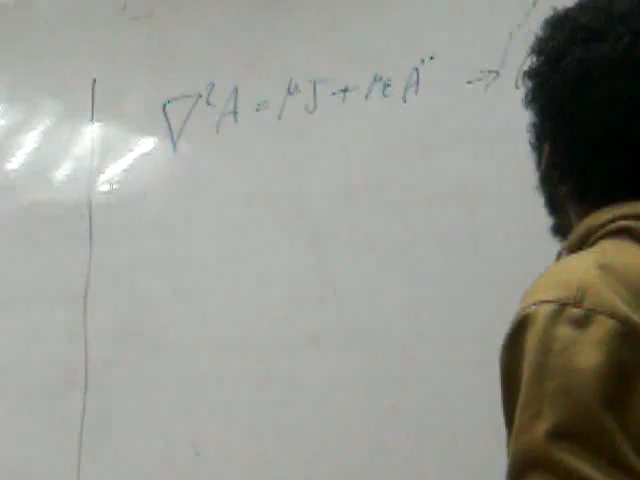 ∇²A = μJ + με Ä →